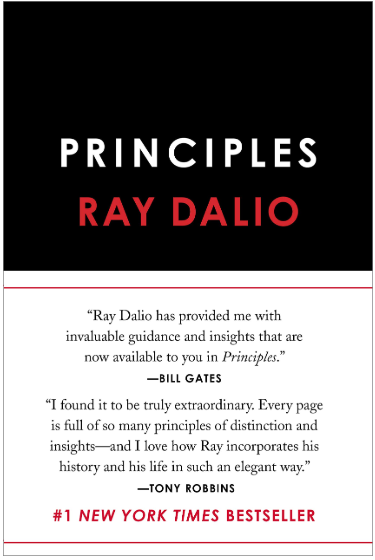 PRINCIPLES
RAY DALIO
“Ray Dalio has provided me with
invaluable guidance and insights that are
now available to you in Principles.”
—BILL GATES
“I found it to be truly extraordinary. Every page
is full of so many principles of distinction and
insights—and I love how Ray incorporates his
history and his life in such an elegant way.”
—TONY ROBBINS
#1 NEW YORK TIMES BESTSELLER